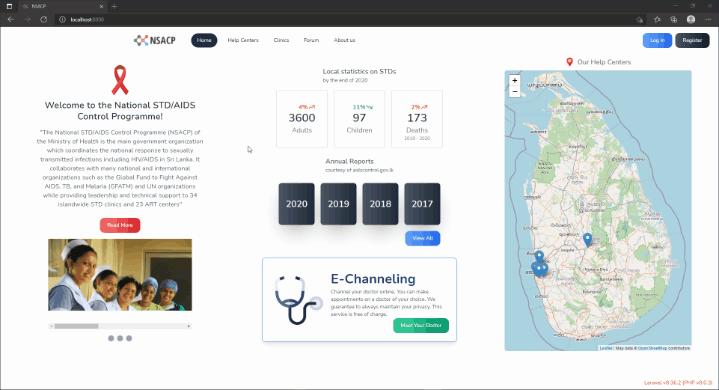 NSACP
localhost:8000
NSACP
Home
Help Centers
Clinics
Forum
About us
Log In
Register
Welcome to the National STD/AIDS
Control Programme!
"The National STD/AIDS Control Programme (NSACP) of
the Ministry of Health is the main government organization
which coordinates the national response to sexually
transmitted infections including HIV/AIDS in Sri Lanka. It
collaborates with many national and international
organizations such as the Global Fund to Fight Against
AIDS, TB, and Malaria (GFATM) and UN organizations
while providing leadership and technical support to 34
islandwide STD clinics and 23 ART centers"
Read More
Local statistics on STDs
by the end of 2020
4%
3600
Adults
11%
97
Children
2%
173
Deaths
2019 - 2020
Annual Reports
courtesy of aidscontrol.gov.lk
2020
2019
2018
2017
View All
E-Channeling
Channel your doctor online. You can make
appointments on a doctor of your choice. We
guarantee to always maintain your privacy. This
service is free of charge.
Meet Your Doctor
Our Help Centers
+
−
Leaflet | Map data © OpenStreetMap contributors
Laravel v8.36.2 (PHP v8.0.3)